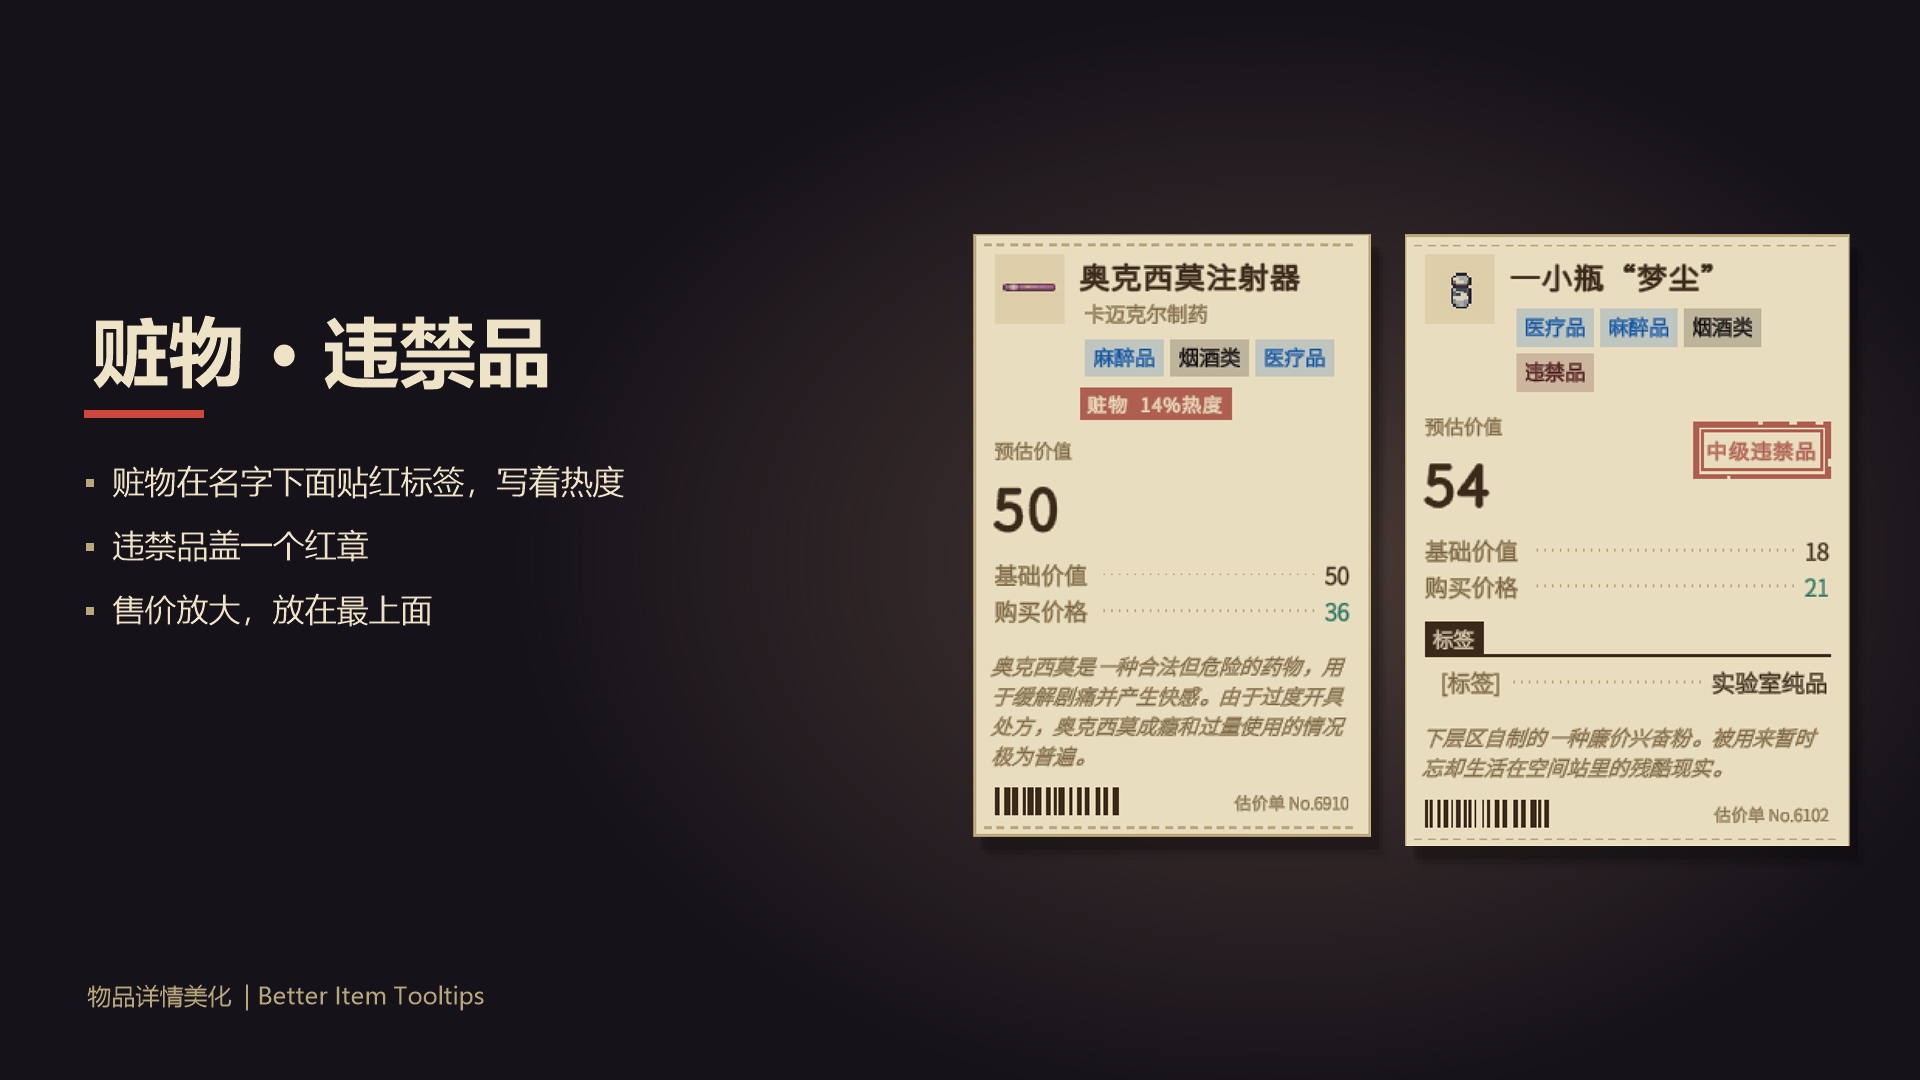 赃物·违禁品
赃物在名字下面贴红标签，写着热度
违禁品盖一个红章
售价放大，放在最上面
物品详情美化 | Better Item Tooltips
奥克西莫注射器
卡迈克尔制药
麻醉品 烟酒类 医疗品
赃物 14%热度
预估价值
50
基础价值 50
购买价格 36
奥克西莫是一种合法但危险的药物，用
于缓解剧痛并产生快感。由于过度开具
处方，奥克西莫成瘾和过量使用的情况
极为普遍。
估价单 No.6910
一小瓶“梦尘”
医疗品 麻醉品 烟酒类
违禁品
预估价值
中级违禁品
54
基础价值 18
购买价格 21
标签
[标签] 实验室纯品
下层区自制的一种廉价兴奋粉。被用来暂时
忘却生活在空间站里的残酷现实。
估价单 No.6102